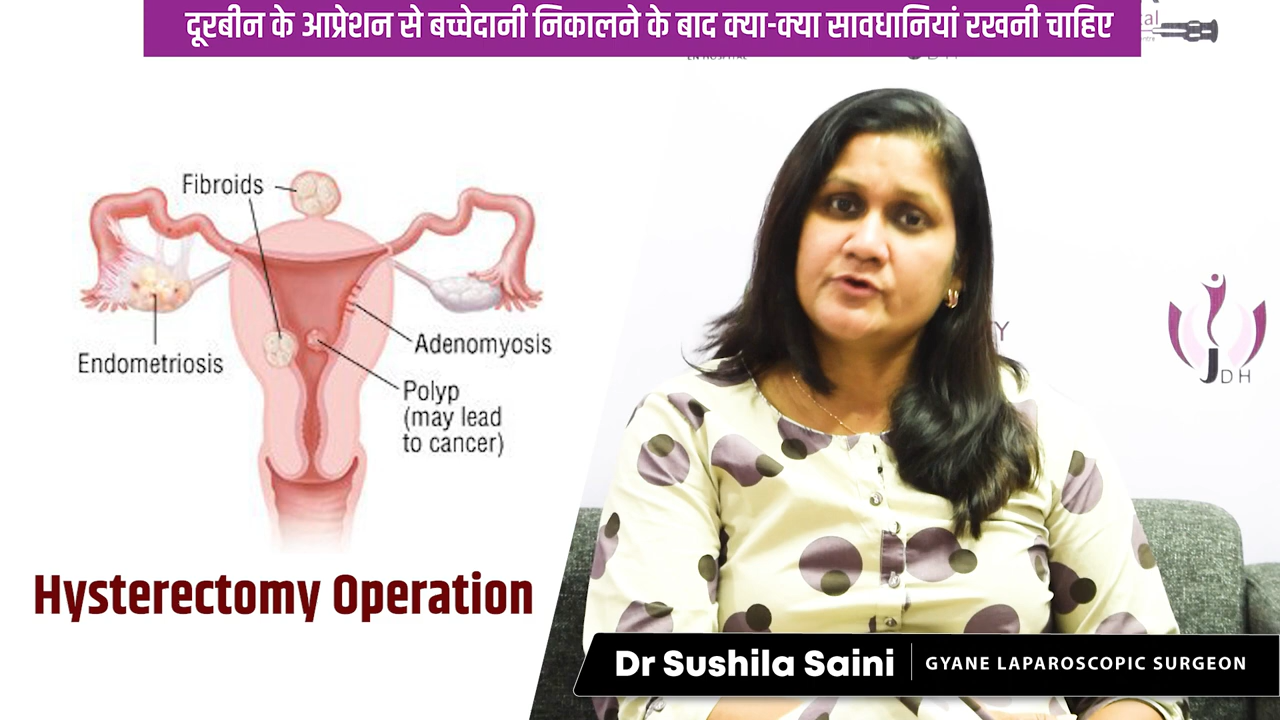 दूरबीन के आप्रेशन से बच्चेदानी निकालने के बाद क्या-क्या सावधानियां रखनी चाहिए
Fibroids
Endometriosis
Adenomyosis
Polyp
(may lead
to cancer)
Hysterectomy Operation
JDH
Dr Sushila Saini
GYANE LAPAROSCOPIC SURGEON